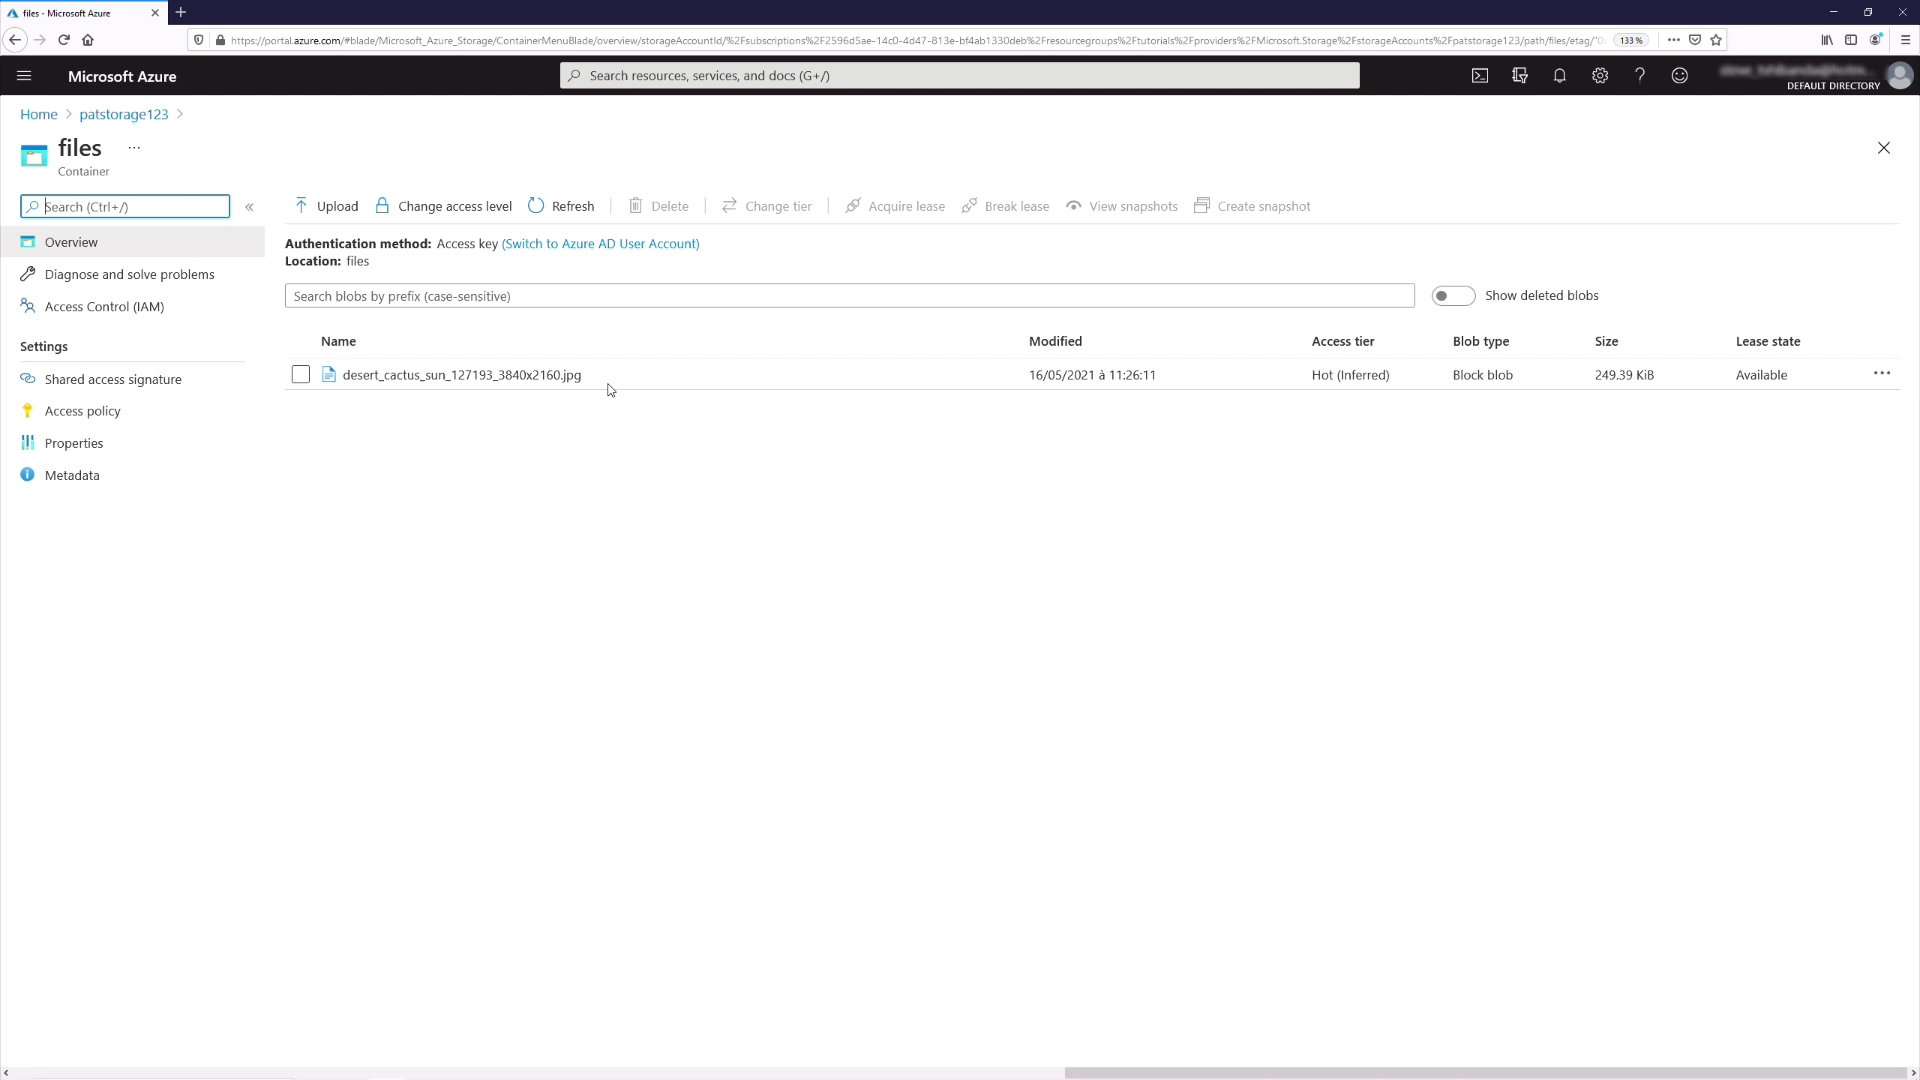 files - Microsoft Azure
https://portal.azure.com/#blade/Microsoft_Azure_Storage/ContainerMenuBlade/overview/storageAccountId/%2Fsubscriptions%2F2596d5ae-14c0-4d47-813e-bf4ab1330deb%2Fresourcegroups%2Ftutorials%2Fproviders%2FMicrosoft.Storage%2FstorageAccounts%2Fpatstorage123/path/files/etag/"0
133%
Microsoft Azure
Search resources, services, and docs (G+/)
DEFAULT DIRECTORY
Home > patstorage123 >
files ...
Container
Search (Ctrl+/)
Overview
Diagnose and solve problems
Access Control (IAM)
Settings
Shared access signature
Access policy
Properties
Metadata
Upload Change access level Refresh Delete Change tier Acquire lease Break lease View snapshots Create snapshot
Authentication method: Access key (Switch to Azure AD User Account)
Location: files
Search blobs by prefix (case-sensitive)
Show deleted blobs
Name Modified Access tier Blob type Size Lease state
desert_cactus_sun_127193_3840x2160.jpg 16/05/2021 à 11:26:11 Hot (Inferred) Block blob 249.39 KiB Available ...